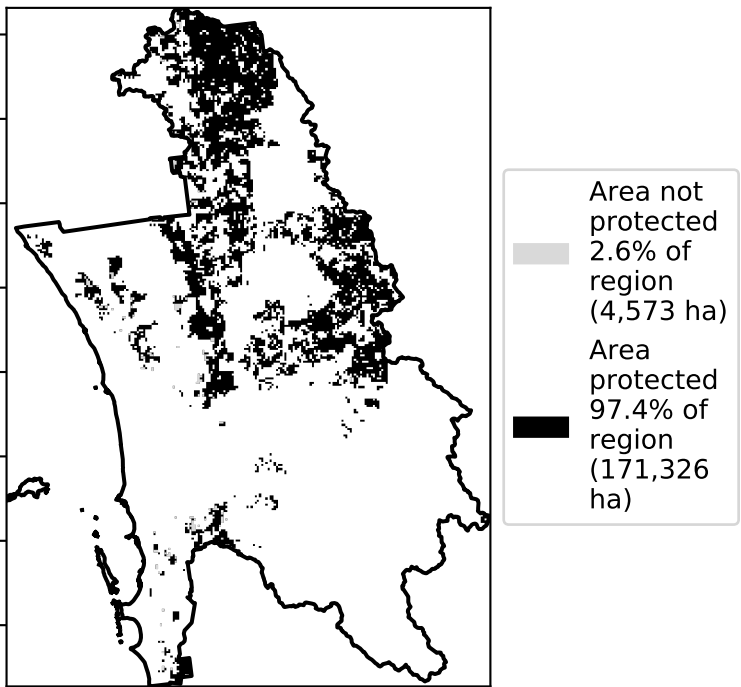 Area not
protected
2.6% of
region
(4,573 ha)
Area
protected
97.4% of
region
(171,326
ha)